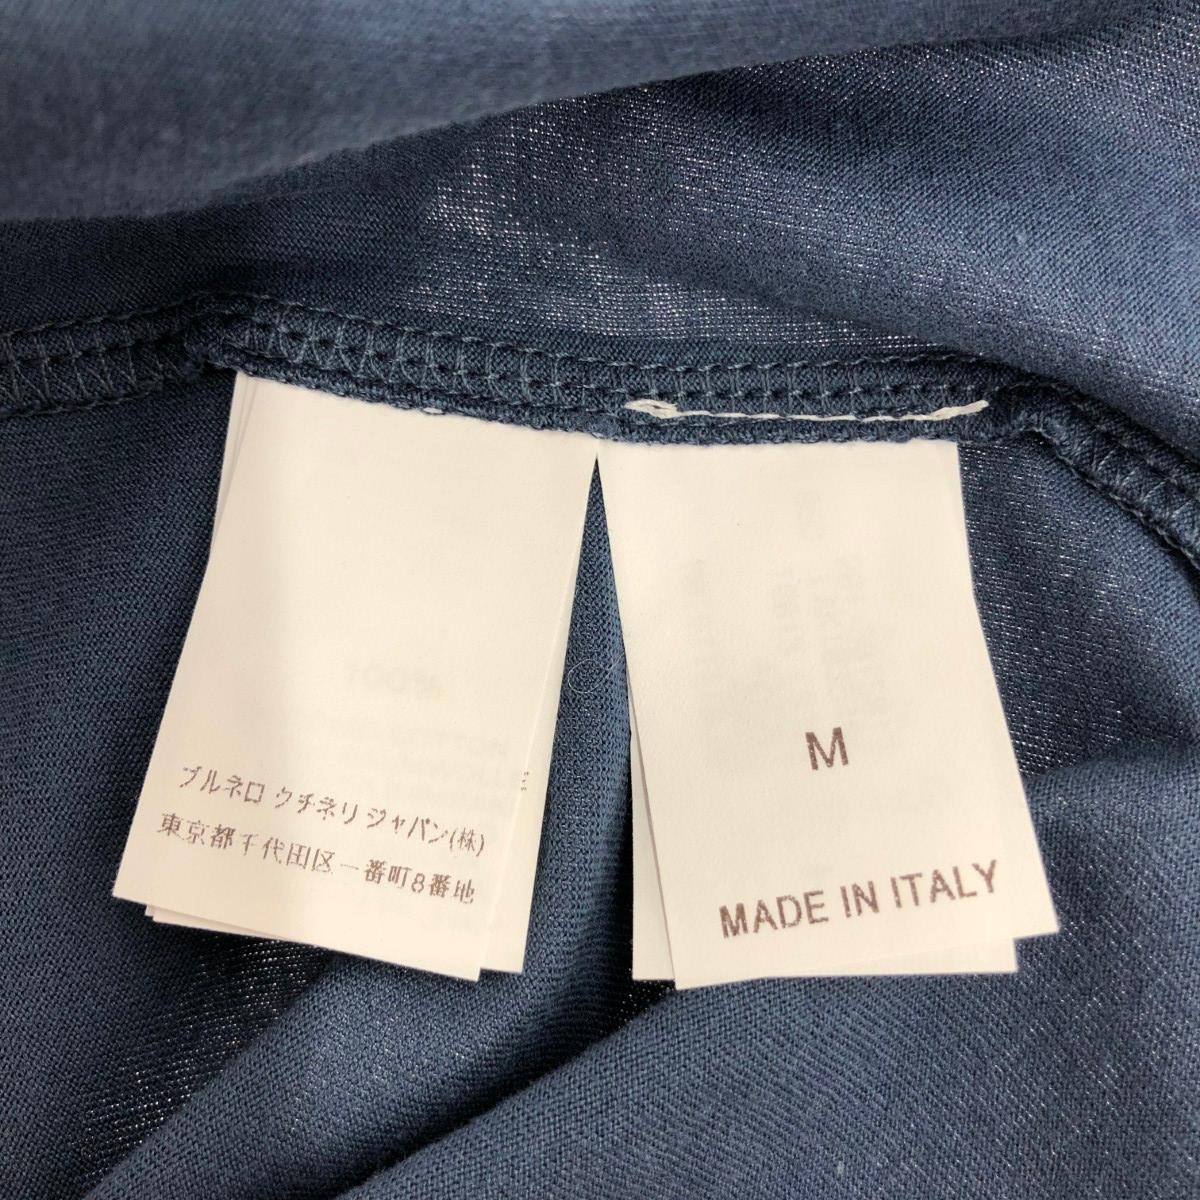 ブルネロ クチネリ ジャパン(株)
東京都千代田区一番町8番地
M
MADE IN ITALY